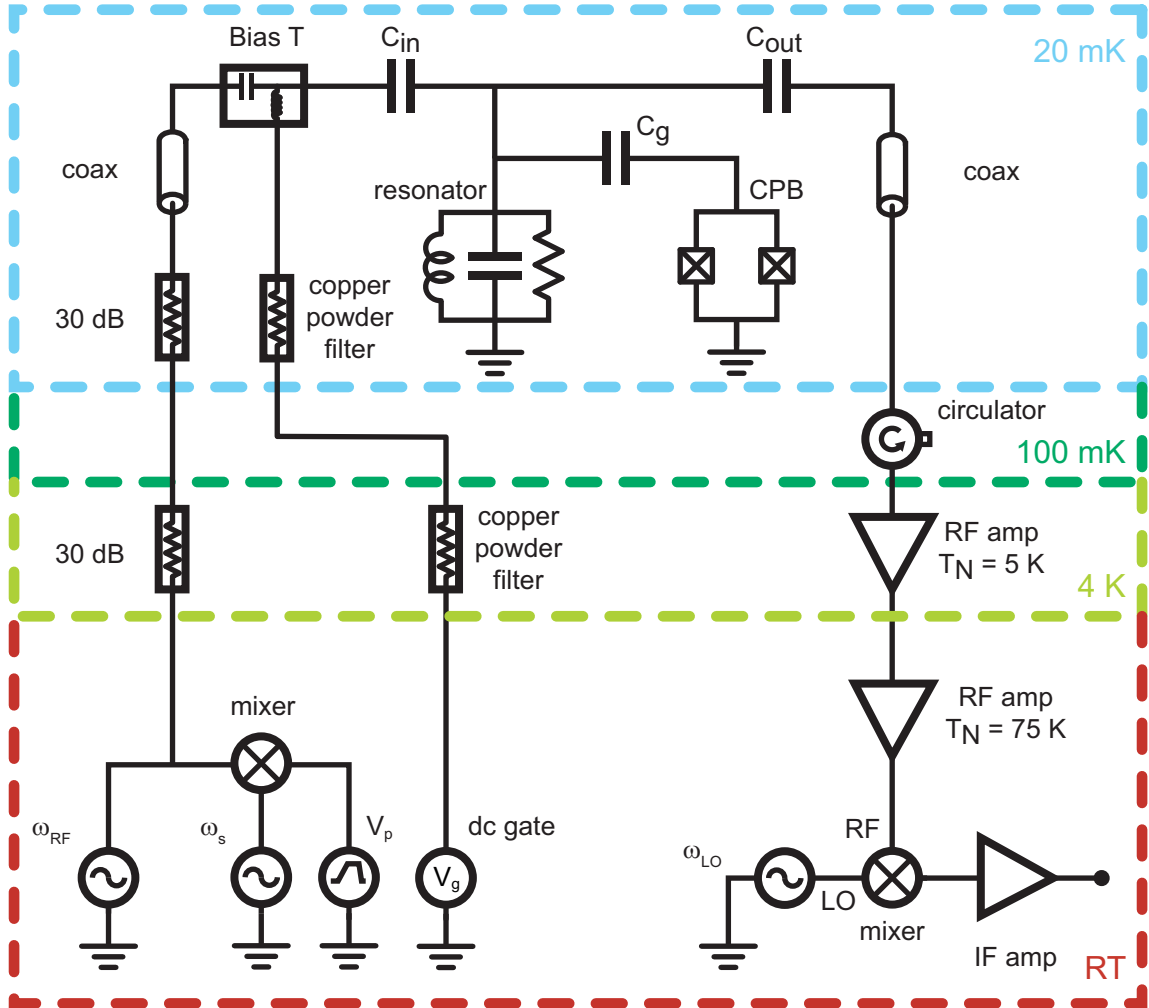 Bias T
C_in
C_out
20 mK
C_g
coax
resonator
CPB
coax
30 dB
copper
powder
filter
circulator
100 mK
30 dB
copper
powder
filter
RF amp
T_N = 5 K
4 K
mixer
RF amp
T_N = 75 K
ω_RF
ω_s
V_p
dc gate
V_g
RF
ω_LO
LO
mixer
IF amp
RT